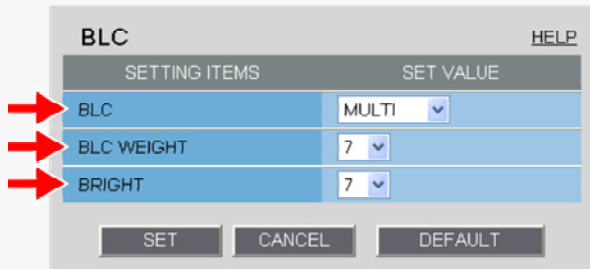 BLC HELP
SETTING ITEMS SET VALUE
BLC MULTI
BLC WEIGHT 7
BRIGHT 7
SET CANCEL DEFAULT